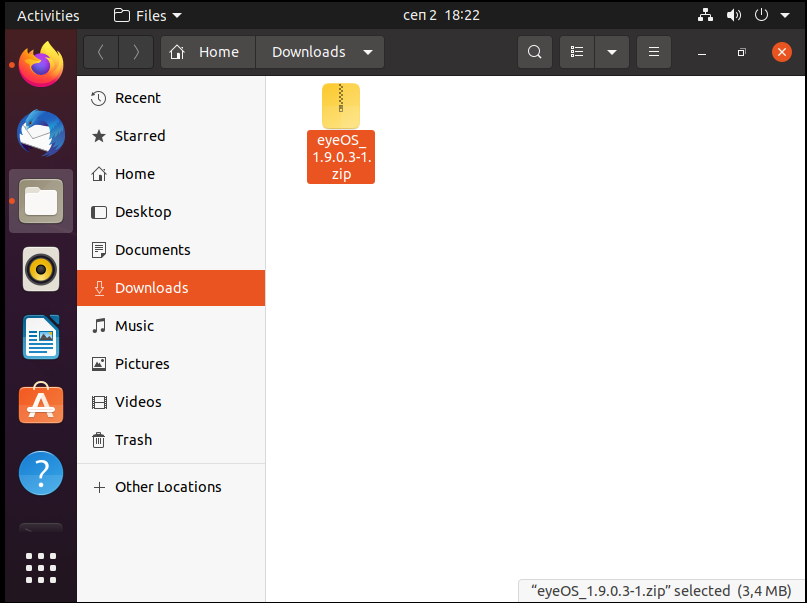 Activities
Files
сеп 2 18:22
Home
Downloads
Recent
Starred
Home
Desktop
Documents
Downloads
Music
Pictures
Videos
Trash
Other Locations
eyeOS_
1.9.0.3-1.
zip
“eyeOS_1.9.0.3-1.zip” selected (3,4 MB)